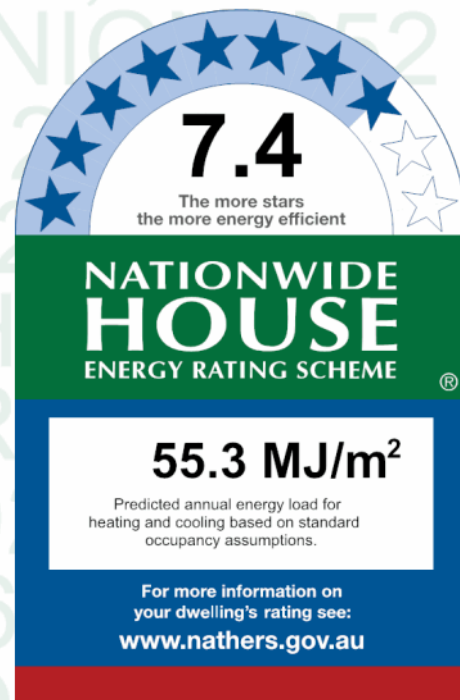 7.4
The more stars
the more energy efficient
NATIONWIDE
HOUSE
ENERGY RATING SCHEME
®
55.3 MJ/m²
Predicted annual energy load for
heating and cooling based on standard
occupancy assumptions.
For more information on
your dwelling's rating see:
www.nathers.gov.au